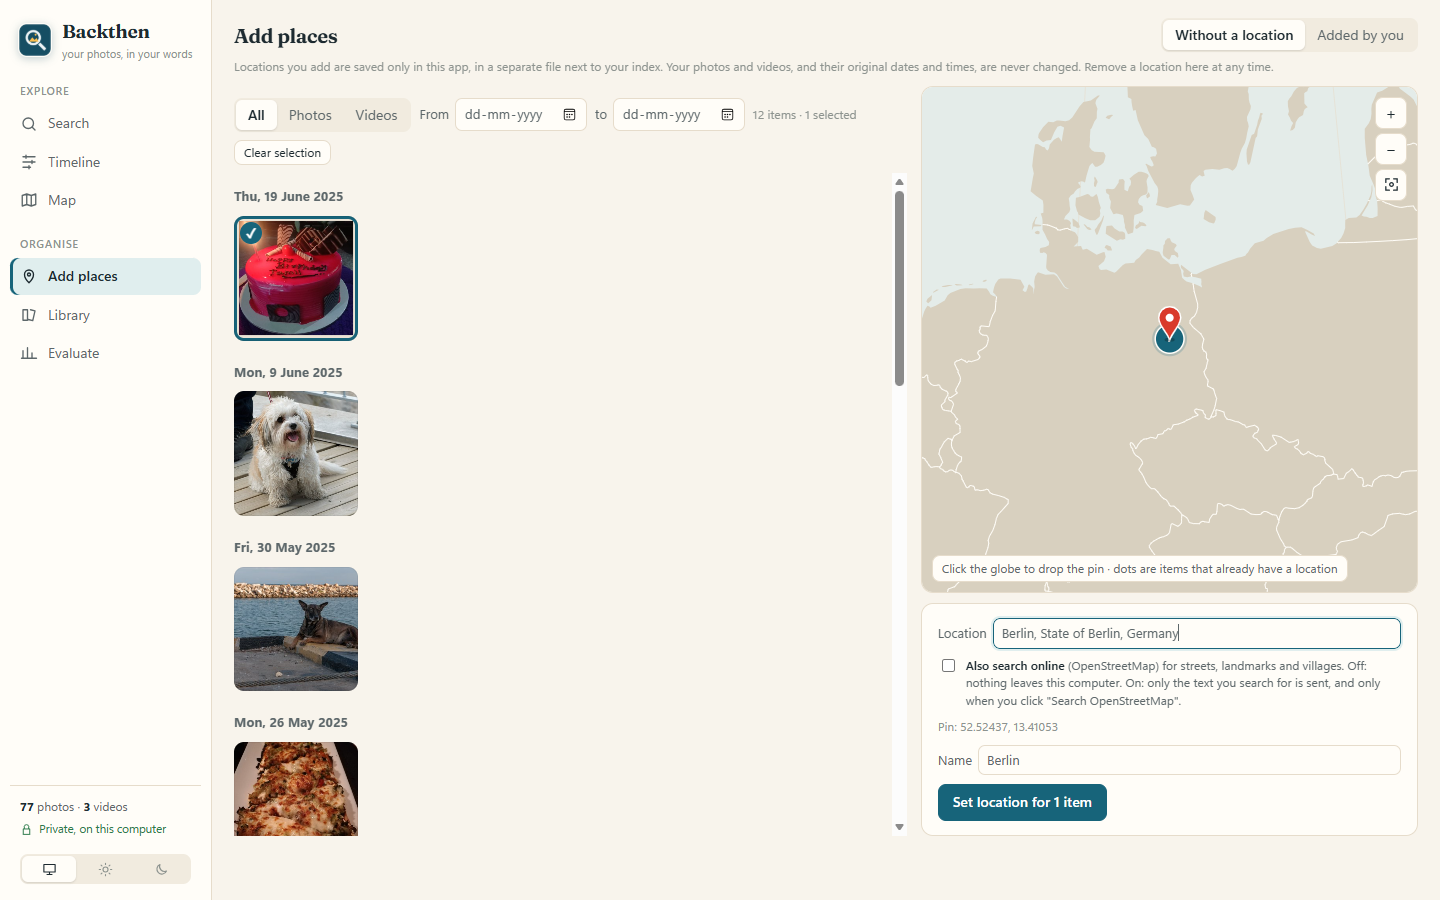 Backthen
your photos, in your words
EXPLORE
Search
Timeline
Map
ORGANISE
Add places
Library
Evaluate
77 photos · 3 videos
Private, on this computer
Add places
Without a location
Added by you
Locations you add are saved only in this app, in a separate file next to your index. Your photos and videos, and their original dates and times, are never changed. Remove a location here at any time.
All
Photos
Videos
From
dd-mm-yyyy
to
dd-mm-yyyy
12 items · 1 selected
Clear selection
Thu, 19 June 2025
Happy
Mon, 9 June 2025
Fri, 30 May 2025
Mon, 26 May 2025
+
−
Click the globe to drop the pin · dots are items that already have a location
Location
Berlin, State of Berlin, Germany
Also search online (OpenStreetMap) for streets, landmarks and villages. Off:
nothing leaves this computer. On: only the text you search for is sent, and only
when you click "Search OpenStreetMap".
Pin: 52.52437, 13.41053
Name
Berlin
Set location for 1 item